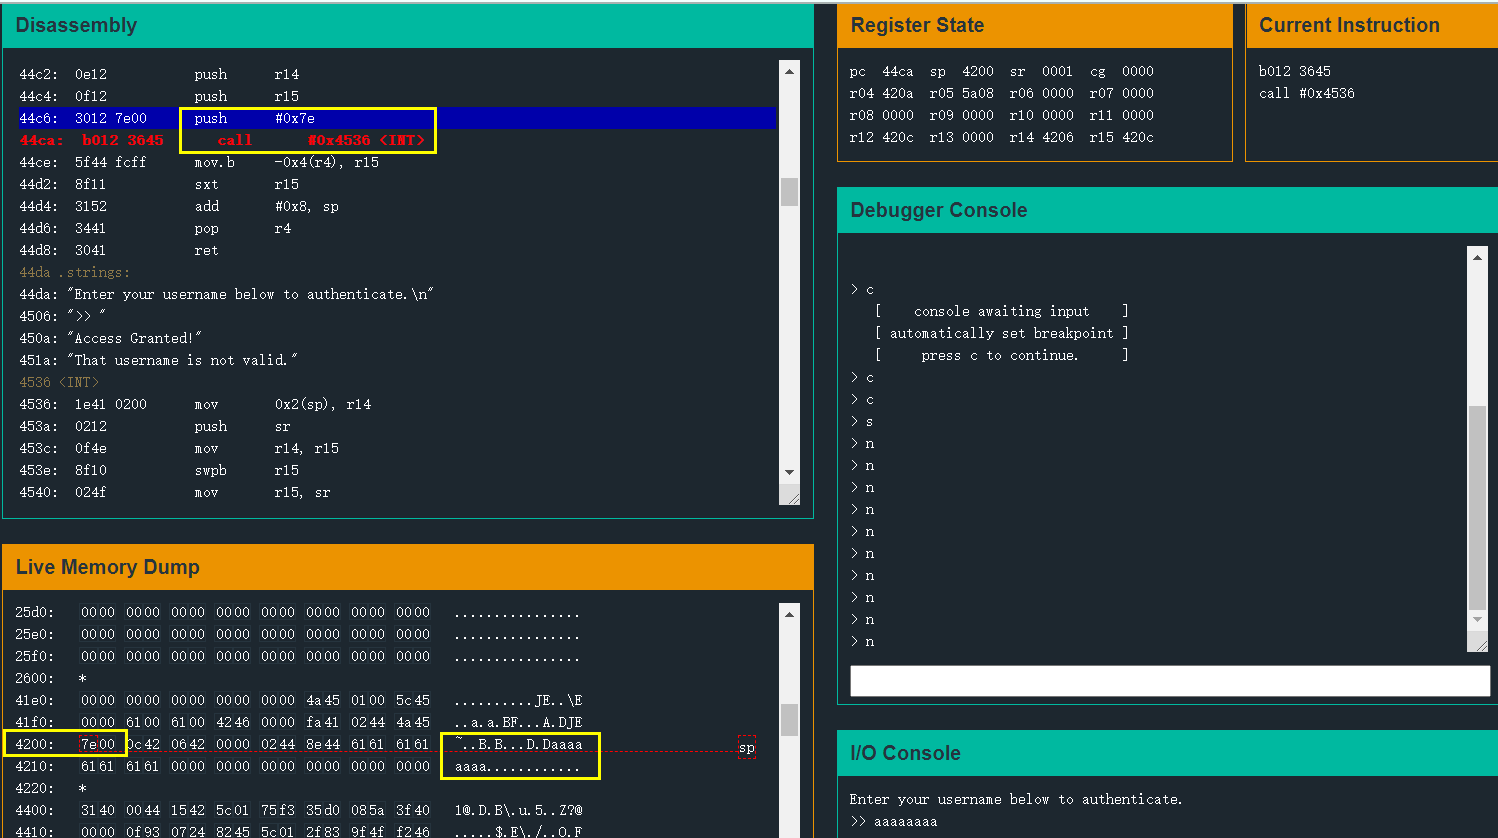 Disassembly
44c2: 0e12 push r14
44c4: 0f12 push r15
44c6: 3012 7e00 push #0x7e
44ca: b012 3645 call #0x4536 <INT>
44ce: 5f44 fcff mov.b -0x4(r4), r15
44d2: 8f11 sxt r15
44d4: 3152 add #0x8, sp
44d6: 3441 pop r4
44d8: 3041 ret
44da .strings:
44da: "Enter your username below to authenticate.\n"
4506: ">> "
450a: "Access Granted!"
451a: "That username is not valid."
4536 <INT>
4536: 1e41 0200 mov 0x2(sp), r14
453a: 0212 push sr
453c: 0f4e mov r14, r15
453e: 8f10 swpb r15
4540: 024f mov r15, sr
Live Memory Dump
25d0: 0000 0000 0000 0000 0000 0000 0000 0000 ................
25e0: 0000 0000 0000 0000 0000 0000 0000 0000 ................
25f0: 0000 0000 0000 0000 0000 0000 0000 0000 ................
2600: *
41e0: 0000 0000 0000 0000 0000 4a45 0100 5c45 ..........JE..\E
41f0: 0000 6100 6100 4246 0000 fa41 0244 4a45 ..a.a.BF...A.DJE
4200: 7e00 0c42 0642 0000 0244 8e44 6161 6161 ~..B.B...D.Daaaa
sp
4210: 6161 6161 0000 0000 0000 0000 0000 0000 aaaa............
4220: *
4400: 3140 0044 1542 5c01 75f3 35d0 085a 3f40 1@.D.B\.u.5..Z?@
4410: 0000 0f93 0724 8245 5c01 2f83 9f4f f246 .....$.E\./..O.F
Register State
pc 44ca sp 4200 sr 0001 cg 0000
r04 420a r05 5a08 r06 0000 r07 0000
r08 0000 r09 0000 r10 0000 r11 0000
r12 420c r13 0000 r14 4206 r15 420c
Current Instruction
b012 3645
call #0x4536
Debugger Console
> c
[ console awaiting input ]
[ automatically set breakpoint ]
[ press c to continue. ]
> c
> c
> s
> n
> n
> n
> n
> n
> n
> n
> n
> n
> n
I/O Console
Enter your username below to authenticate.
>> aaaaaaaa